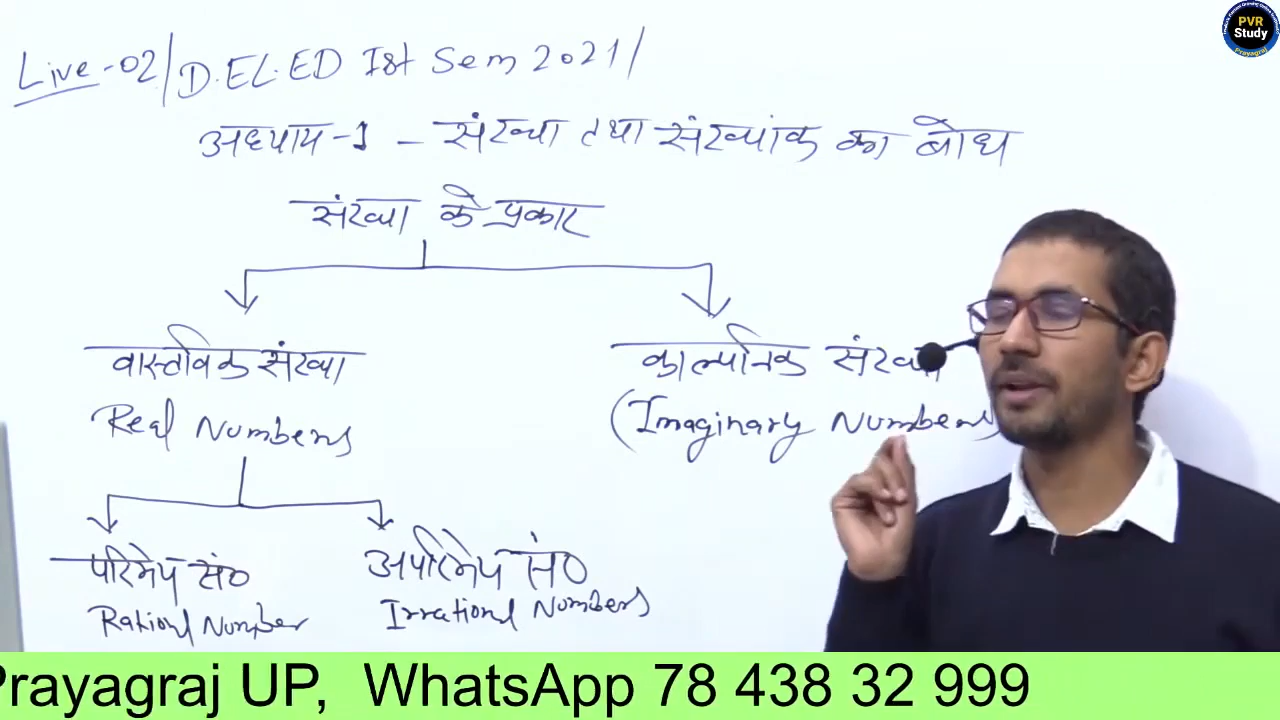 PVR
Study
Prayagraj
Live-02/D.EL.ED Ist Sem 2021/
अध्याय-1 - संख्या तथा संख्यांक का बोध
संख्या के प्रकार
वास्तविक संख्या
काल्पनिक संख्या
Real Numbers
(Imaginary Numbers
परिमेय सं०
अपरिमेय सं०
Rational Number
Irrational Numbers
Prayagraj UP, WhatsApp 78 438 32 999